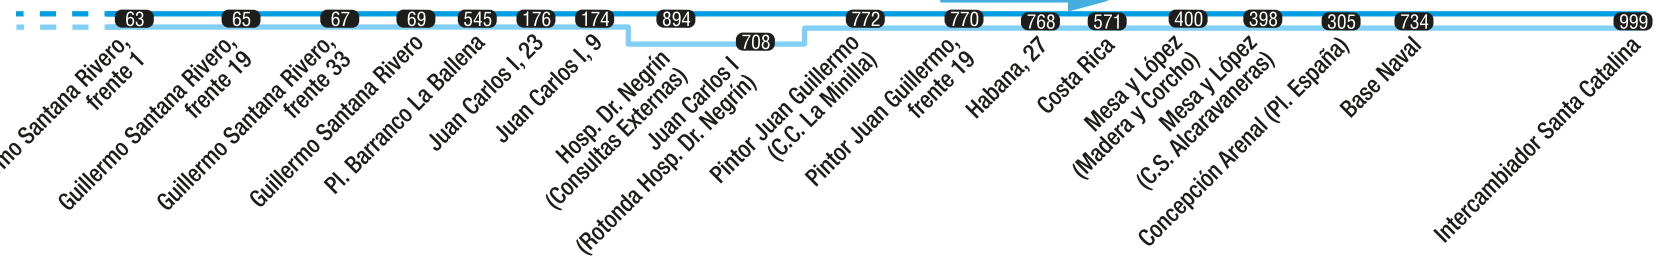 63 65 67 69 545 176 174 894 708 772 770 768 571 400 398 305 734 999
Santana Rivero,
frente 1
Guillermo Santana Rivero,
frente 19
Guillermo Santana Rivero,
frente 33
Guillermo Santana Rivero
Pl. Barranco La Ballena
Juan Carlos I, 23
Juan Carlos I, 9
Hosp. Dr. Negrín
(Consultas Externas)
Juan Carlos I
(Rotonda Hosp. Dr. Negrín)
Pintor Juan Guillermo
(C.C. La Minilla)
Pintor Juan Guillermo,
frente 19
Habana, 27
Costa Rica
Mesa y López
(Madera y Corcho)
Mesa y López
(C.S. Alcaravaneras)
Concepción Arenal (Pl. España)
Base Naval
Intercambiador Santa Catalina